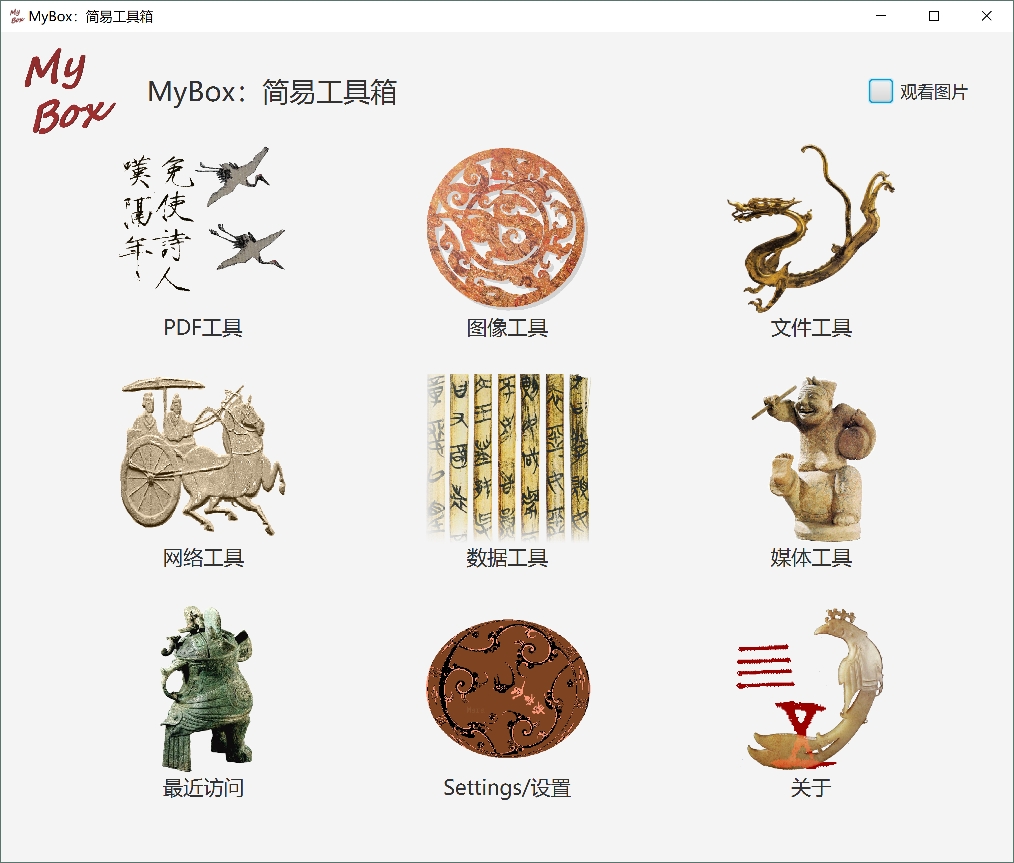 MyBox：简易工具箱
My
Box
MyBox：简易工具箱
观看图片
免使詩人
嘆隔年
PDF工具
图像工具
文件工具
网络工具
数据工具
媒体工具
最近访问
Settings/设置
关于